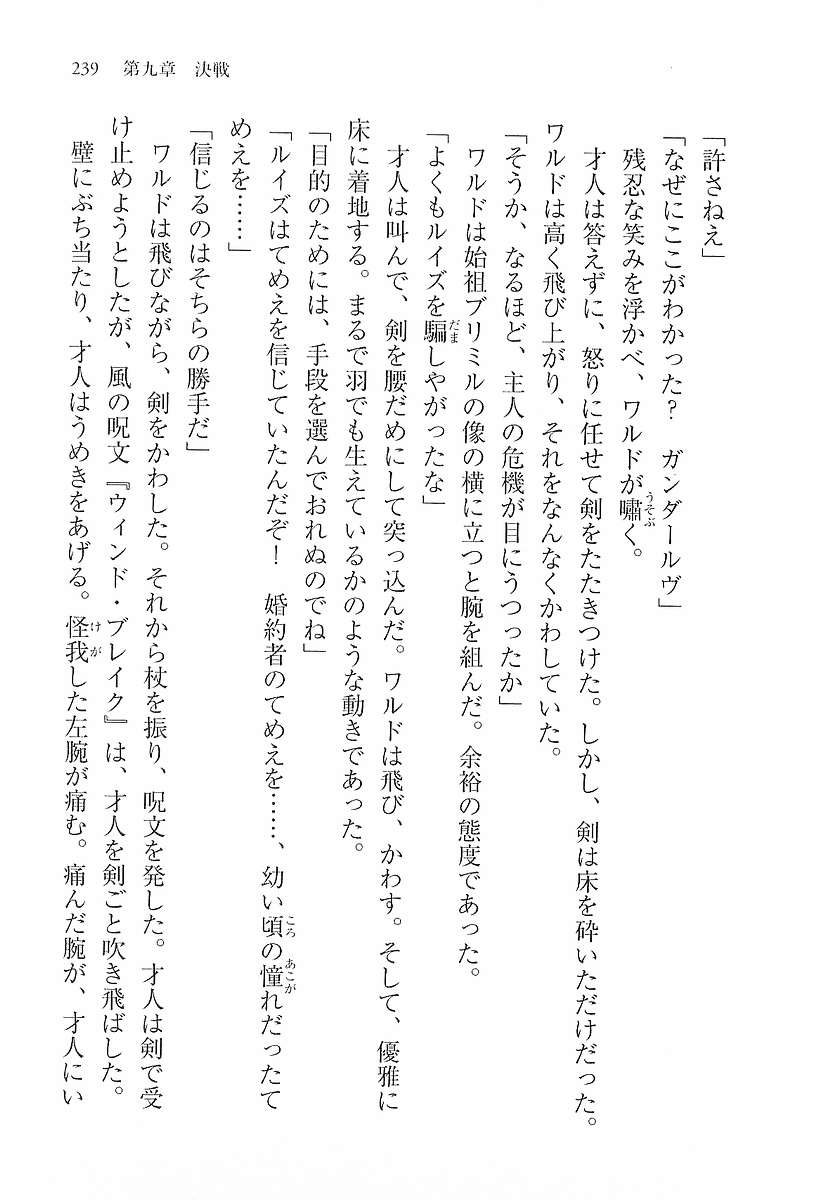 239　第九章　決戦
「許さねえ」
「なぜにここがわかった？　ガンダールヴ」
残忍な笑みを浮かべ、ワルドが嘯く。
才人は答えずに、怒りに任せて剣をたたきつけた。しかし、剣は床を砕いただけだった。
ワルドは高く飛び上がり、それをなんなくかわしていた。
「そうか、なるほど、主人の危機が目にうつったか」
ワルドは始祖ブリミルの像の横に立つと腕を組んだ。余裕の態度であった。
「よくもルイズを騙しやがったな」
才人は叫んで、剣を腰だめにして突っ込んだ。ワルドは飛び、かわす。そして、優雅に
床に着地する。まるで羽でも生えているかのような動きであった。
「目的のためには、手段を選んでおれぬのでね」
「ルイズはてめえを信じていたんだぞ！　婚約者のてめえを……、幼い頃の憧れだったて
めえを……」
「信じるのはそちらの勝手だ」
ワルドは飛びながら、剣をかわした。それから杖を振り、呪文を発した。才人は剣で受
け止めようとしたが、風の呪文『ウィンド・ブレイク』は、才人を剣ごと吹き飛ばした。
壁にぶち当たり、才人はうめきをあげる。怪我した左腕が痛む。痛んだ腕が、才人にい